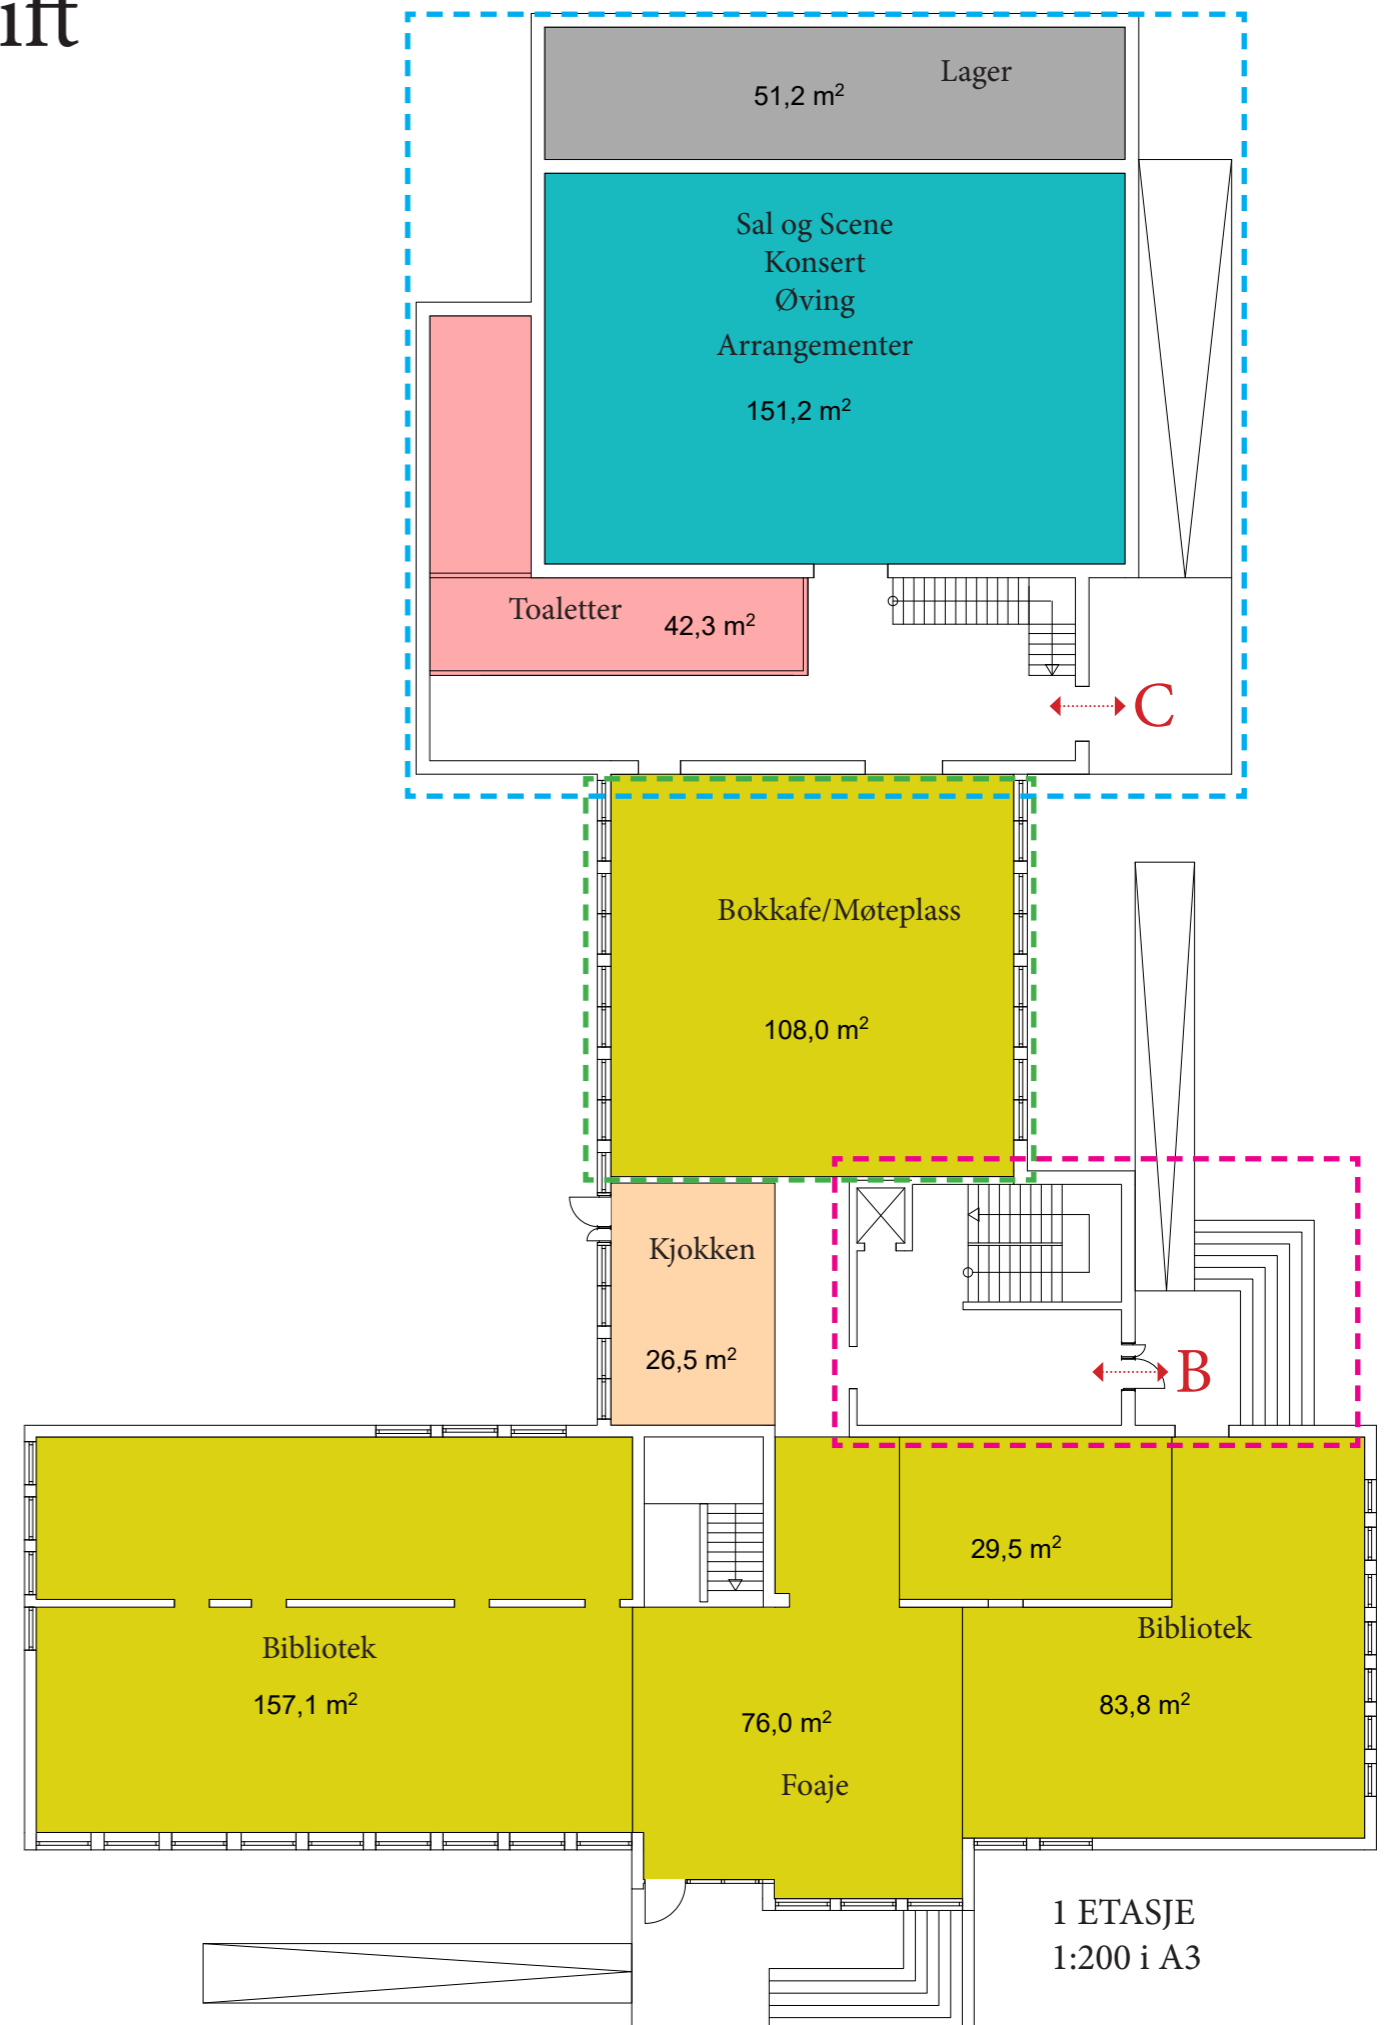 ift
Lager
51,2 m²
Sal og Scene
Konsert
Øving
Arrangementer
151,2 m²
Toaletter
42,3 m²
C
Bokkafe/Møteplass
108,0 m²
Kjokken
26,5 m²
B
29,5 m²
Bibliotek
157,1 m²
76,0 m²
Foaje
Bibliotek
83,8 m²
1 ETASJE
1:200 i A3